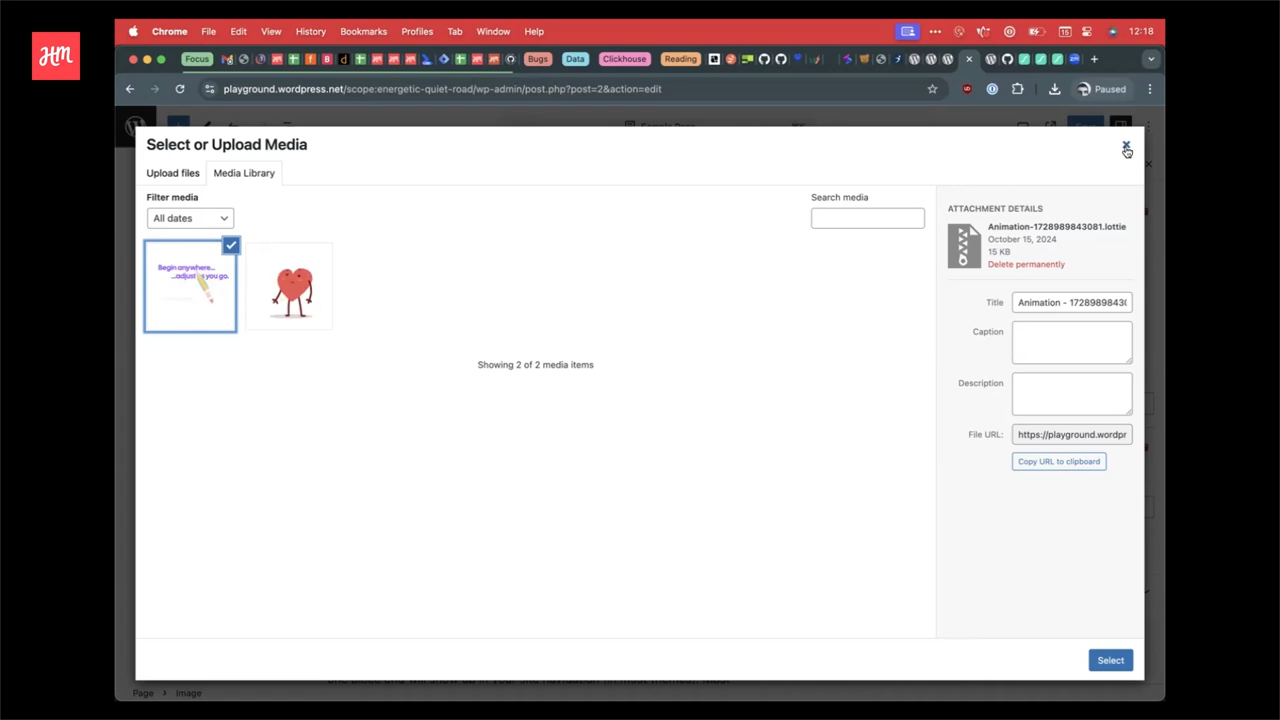 HM
Chrome File Edit View History Bookmarks Profiles Tab Window Help 15 12:18
Focus Bugs Data Clickhouse Reading
playground.wordpress.net/scope:energetic-quiet-road/wp-admin/post.php?post=2&action=edit Paused
Select or Upload Media
Upload files Media Library
Filter media
All dates
Search media
Begin anywhere...
ATTACHMENT DETAILS
Animation-1728989843081.lottie
October 15, 2024
15 KB
Delete permanently
Title Animation - 172898984308
Caption
Description
File URL: https://playground.wordpr
Copy URL to clipboard
Showing 2 of 2 media items
Select
Page > Image